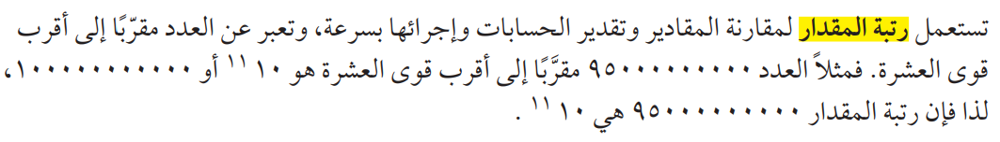 تستعمل رتبة المقدار لمقارنة المقادير وتقدير الحسابات وإجرائها بسرعة، وتعبر عن العدد مقرّبًا إلى أقرب
قوى العشرة. فمثلاً العدد ٩٥٠٠٠٠٠٠٠٠٠ مقرَّبًا إلى أقرب قوى العشرة هو ١٠ ١١ أو ١٠٠٠٠٠٠٠٠٠٠٠،
لذا فإن رتبة المقدار ٩٥٠٠٠٠٠٠٠٠٠ هي ١٠ ١١ .